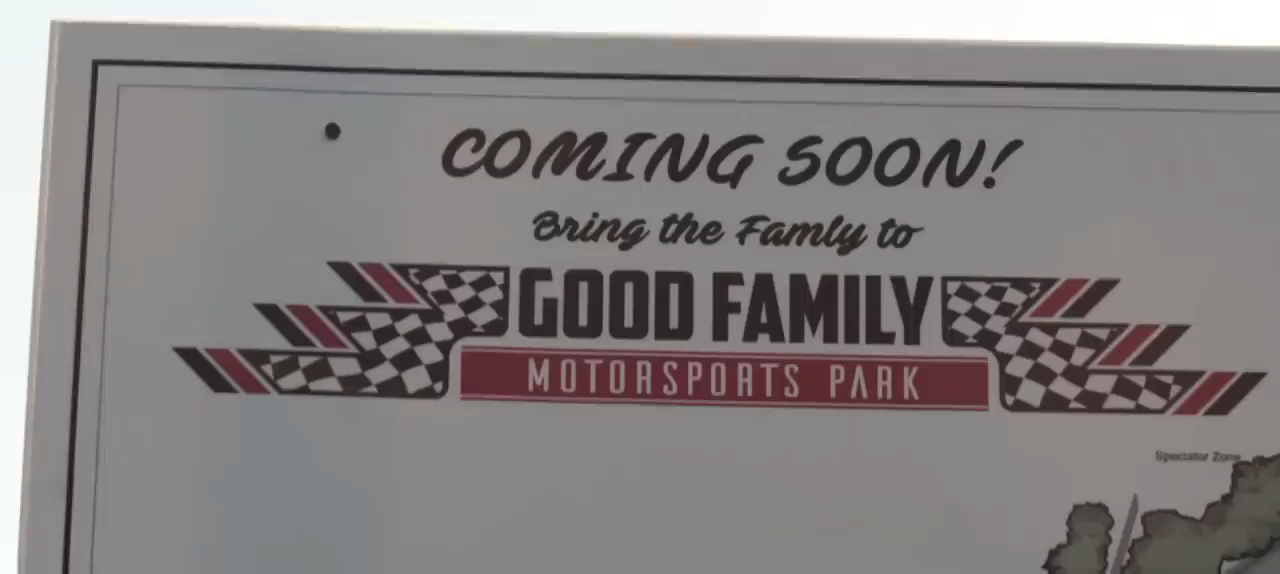 COMING SOON!
Bring the Famly to
GOOD FAMILY
MOTORSPORTS PARK
Spectator Zone